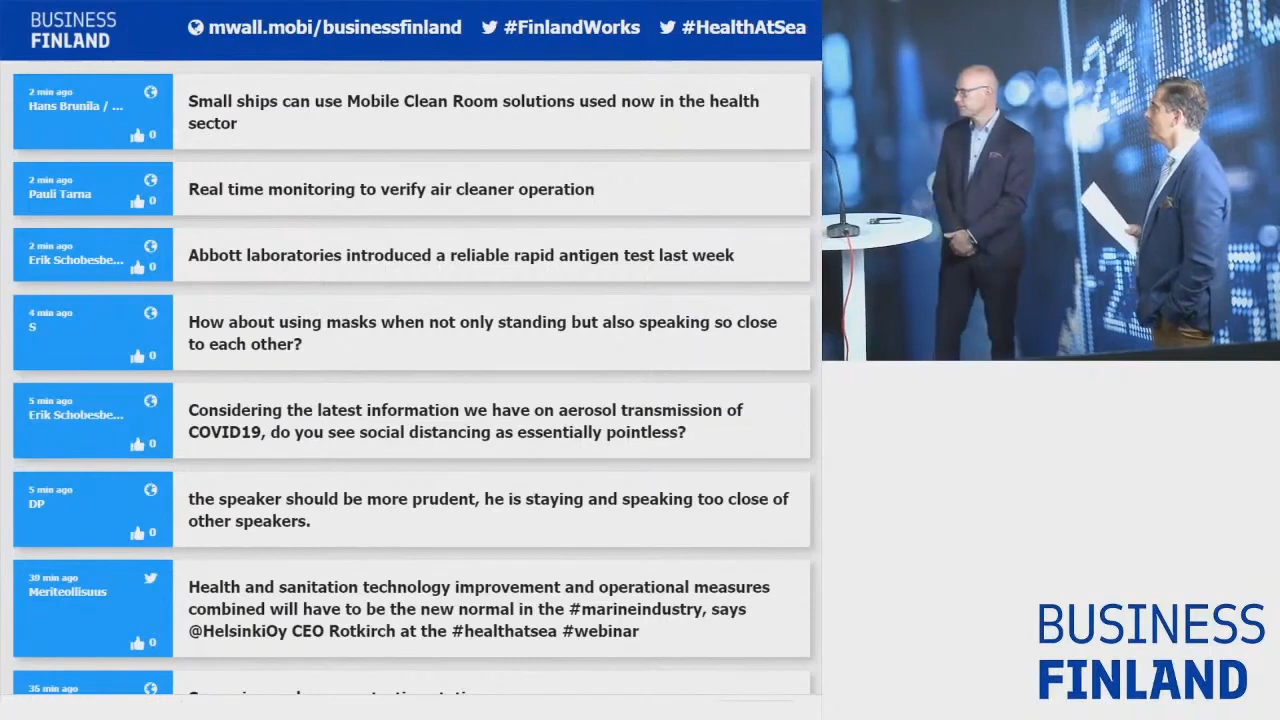 BUSINESS
FINLAND
mwall.mobi/businessfinland #FinlandWorks #HealthAtSea
2 min ago
Hans Brunila / ...
0
Small ships can use Mobile Clean Room solutions used now in the health
sector
2 min ago
Pauli Tarna
0
Real time monitoring to verify air cleaner operation
2 min ago
Erik Schobesbe...
0
Abbott laboratories introduced a reliable rapid antigen test last week
4 min ago
S
0
How about using masks when not only standing but also speaking so close
to each other?
5 min ago
Erik Schobesbe...
0
Considering the latest information we have on aerosol transmission of
COVID19, do you see social distancing as essentially pointless?
5 min ago
DP
0
the speaker should be more prudent, he is staying and speaking too close of
other speakers.
30 min ago
Meriteollisuus
0
Health and sanitation technology improvement and operational measures
combined will have to be the new normal in the #marineindustry, says
@HelsinkiOy CEO Rotkirch at the #healthatsea #webinar
36 min ago
23
BUSINESS
FINLAND